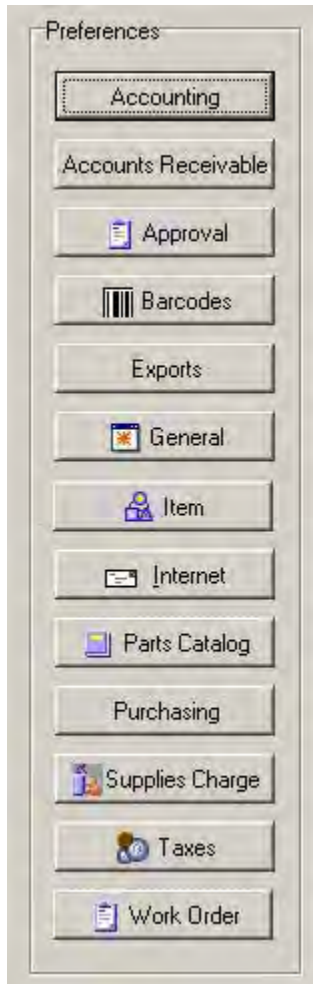 Preferences
Accounting
Accounts Receivable
Approval
Barcodes
Exports
General
Item
Internet
Parts Catalog
Purchasing
Supplies Charge
Taxes
Work Order